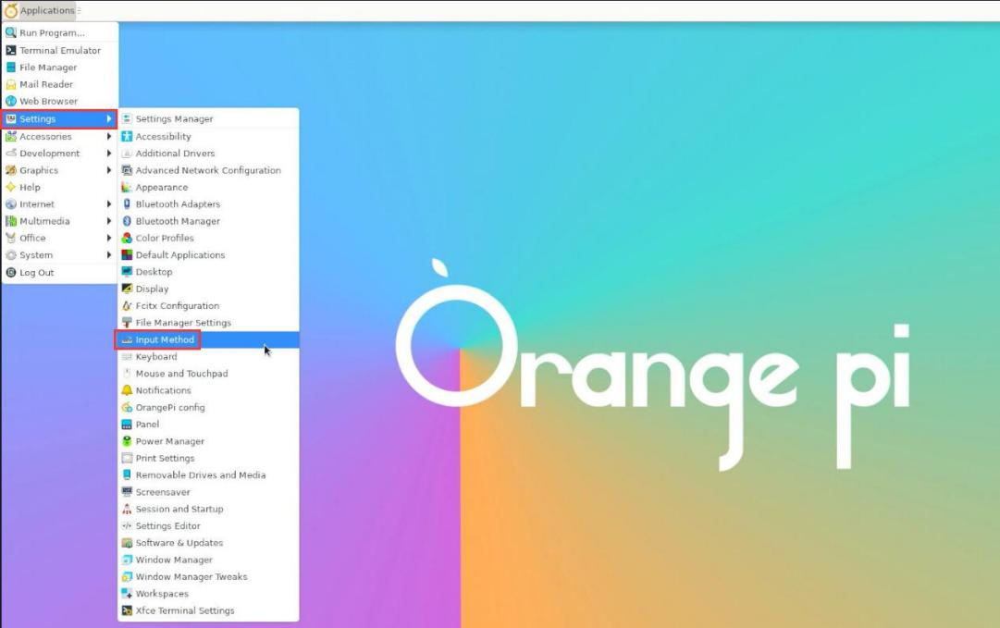 Applications
Run Program...
Terminal Emulator
File Manager
Mail Reader
Web Browser
Settings
Accessories
Development
Graphics
Help
Internet
Multimedia
Office
System
Log Out
Settings Manager
Accessibility
Additional Drivers
Advanced Network Configuration
Appearance
Bluetooth Adapters
Bluetooth Manager
Color Profiles
Default Applications
Desktop
Display
Fcitx Configuration
File Manager Settings
Input Method
Keyboard
Mouse and Touchpad
Notifications
OrangePi config
Panel
Power Manager
Print Settings
Removable Drives and Media
Screensaver
Session and Startup
Settings Editor
Software & Updates
Window Manager
Window Manager Tweaks
Workspaces
Xfce Terminal Settings
Orange pi